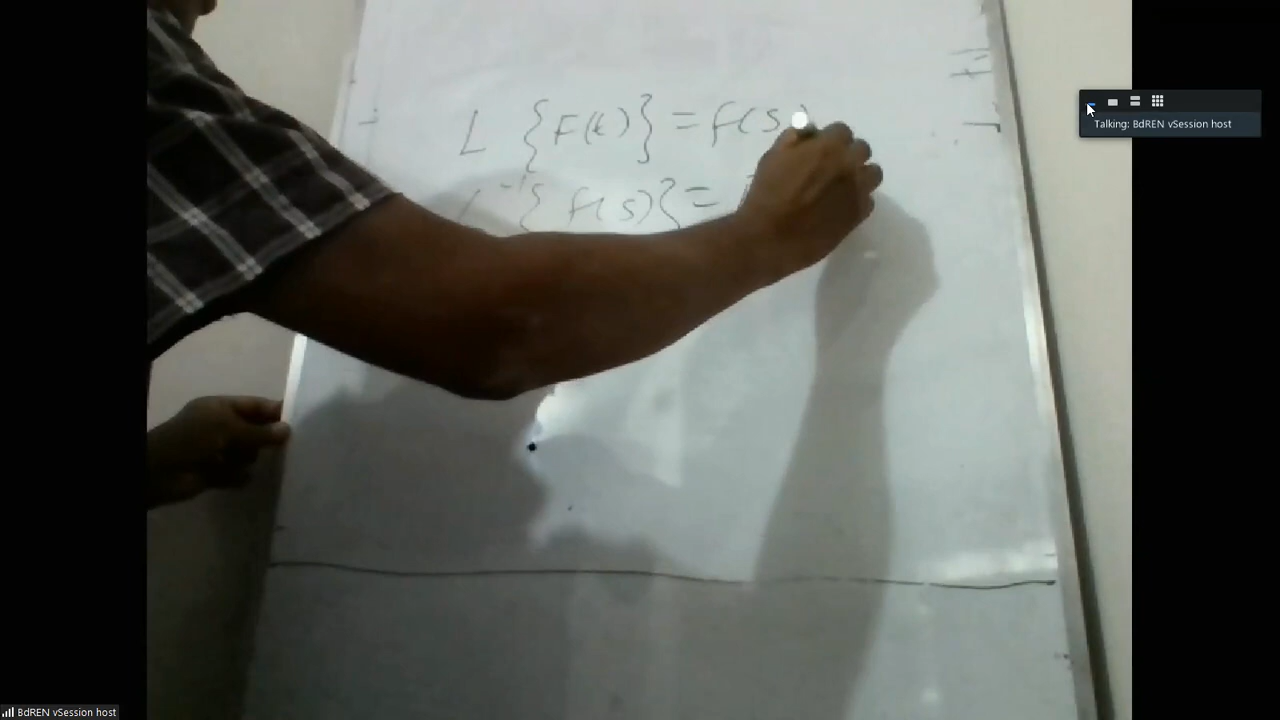 L {F(t)} = f(s)
L⁻¹{ f(s)} =
Talking: BdREN vSession host
BdREN vSession host